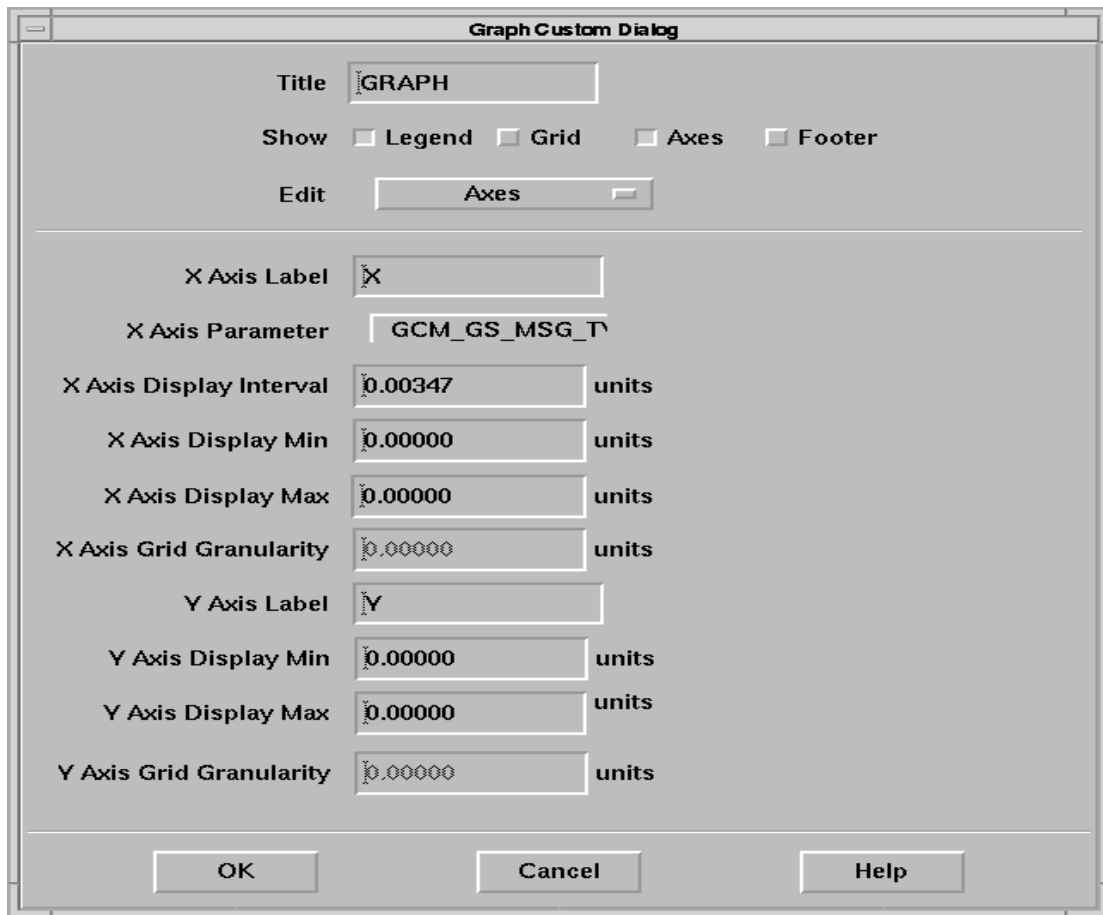 Graph Custom Dialog
Title GRAPH
Show Legend Grid Axes Footer
Edit Axes
X Axis Label X
X Axis Parameter GCM_GS_MSG_TY
X Axis Display Interval 0.00347 units
X Axis Display Min 0.00000 units
X Axis Display Max 0.00000 units
X Axis Grid Granularity 0.00000 units
Y Axis Label Y
Y Axis Display Min 0.00000 units
Y Axis Display Max 0.00000 units
Y Axis Grid Granularity 0.00000 units
OK Cancel Help